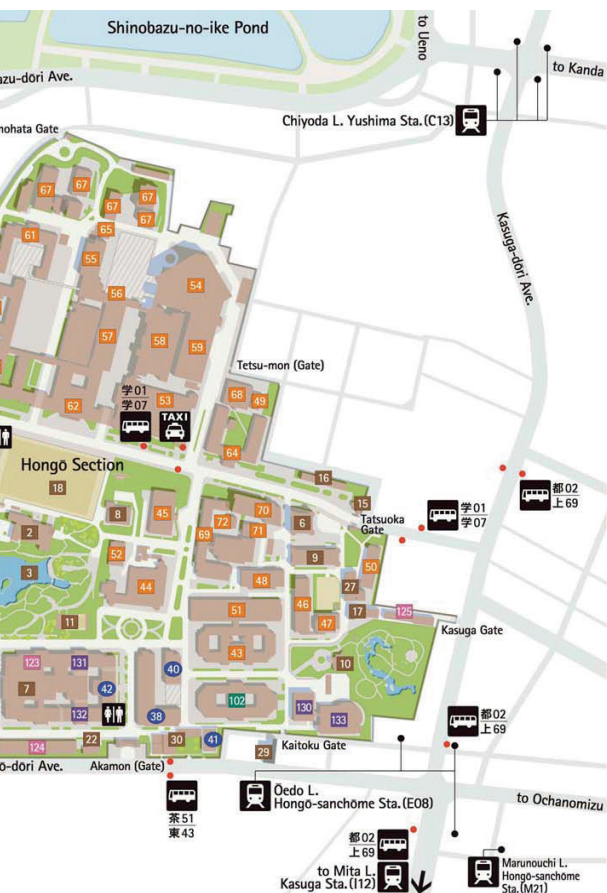 Shinobazu-no-ike Pond
to Ueno
to Kanda
azu-dōri Ave.
Chiyoda L. Yushima Sta.(C13)
nohata Gate
67
67
67
67
67
65
61
55
54
56
Kasuga-dōri Ave.
57
58
59
Tetsu-mon (Gate)
学01
学07
TAXI
53
68
49
62
64
Hongō Section
18
16
都02
上69
15
Tatsuoka
Gate
学01
学07
8
45
70
72
6
69
71
2
52
9
50
3
44
48
27
46
51
17
125
11
47
Kasuga Gate
43
10
123
131
40
7
42
102
130
133
132
38
都02
上69
124
22
30
41
29
Kaitoku Gate
ō-dōri Ave.
Akamon (Gate)
茶51
東43
Ōedo L.
Hongō-sanchōme Sta.(E08)
to Ochanomizu
都02
上69
to Mita L.
Kasuga Sta.(I12)
Marunouchi L.
Hongō-sanchōme
Sta.(M21)